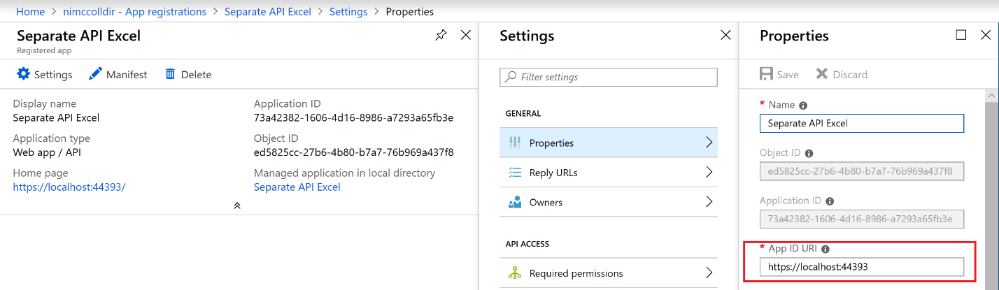 Home > nimccolldir - App registrations > Separate API Excel > Settings > Properties
Separate API Excel
Registered app
Settings Manifest Delete
Display name
Separate API Excel
Application type
Web app / API
Home page
https://localhost:44393/
Application ID
73a42382-1606-4d16-8986-a7293a65fb3e
Object ID
ed5825cc-27b6-4b80-b7a7-76b969a437f8
Managed application in local directory
Separate API Excel
Settings
Filter settings
GENERAL
Properties
Reply URLs
Owners
API ACCESS
Required permissions
Properties
Save Discard
* Name
Separate API Excel
Object ID
ed5825cc-27b6-4b80-b7a7-76b969a437f8
Application ID
73a42382-1606-4d16-8986-a7293a65fb3e
* App ID URI
https://localhost:44393